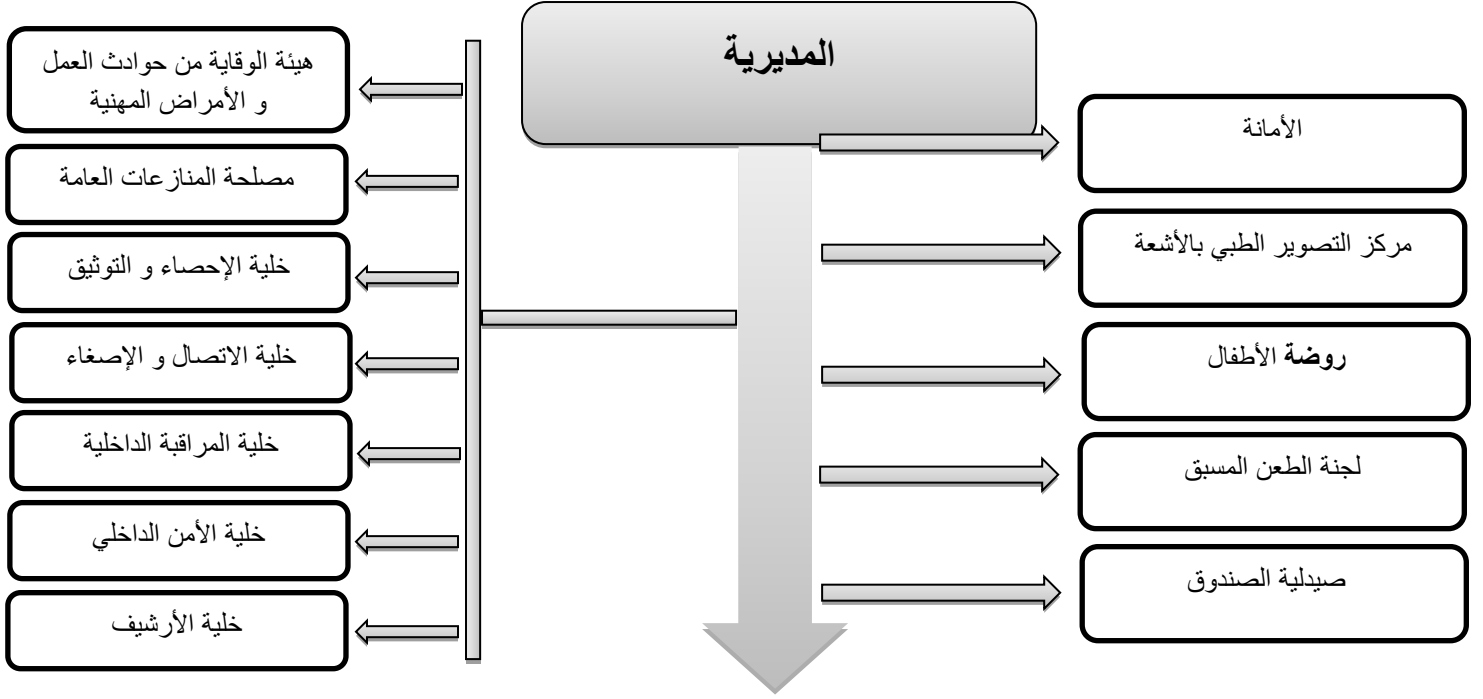 المديرية
الأمانة
مركز التصوير الطبي بالأشعة
روضة الأطفال
لجنة الطعن المسبق
صيدلية الصندوق
هيئة الوقاية من حوادث العمل
و الأمراض المهنية
مصلحة المنازعات العامة
خلية الإحصاء و التوثيق
خلية الاتصال و الإصغاء
خلية المراقبة الداخلية
خلية الأمن الداخلي
خلية الأرشيف